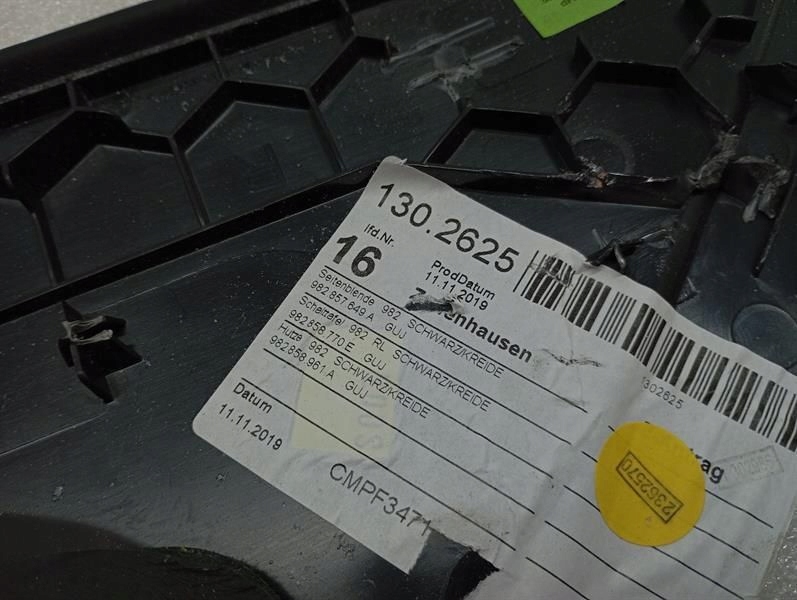 130.2625
lfd.Nr.
16
ProdDatum
11.11.2019
Seitenblende 982 SCHWARZ/KREIDE
982.857.649.A GUJ
982 RL SCHWARZ/KREIDE
982.858.770.E GUJ
Hutze 982 SCHWARZ/KREIDE
982.858.961.A GUJ
Datum
11.11.2019
CMPF3471
1302625
2362570